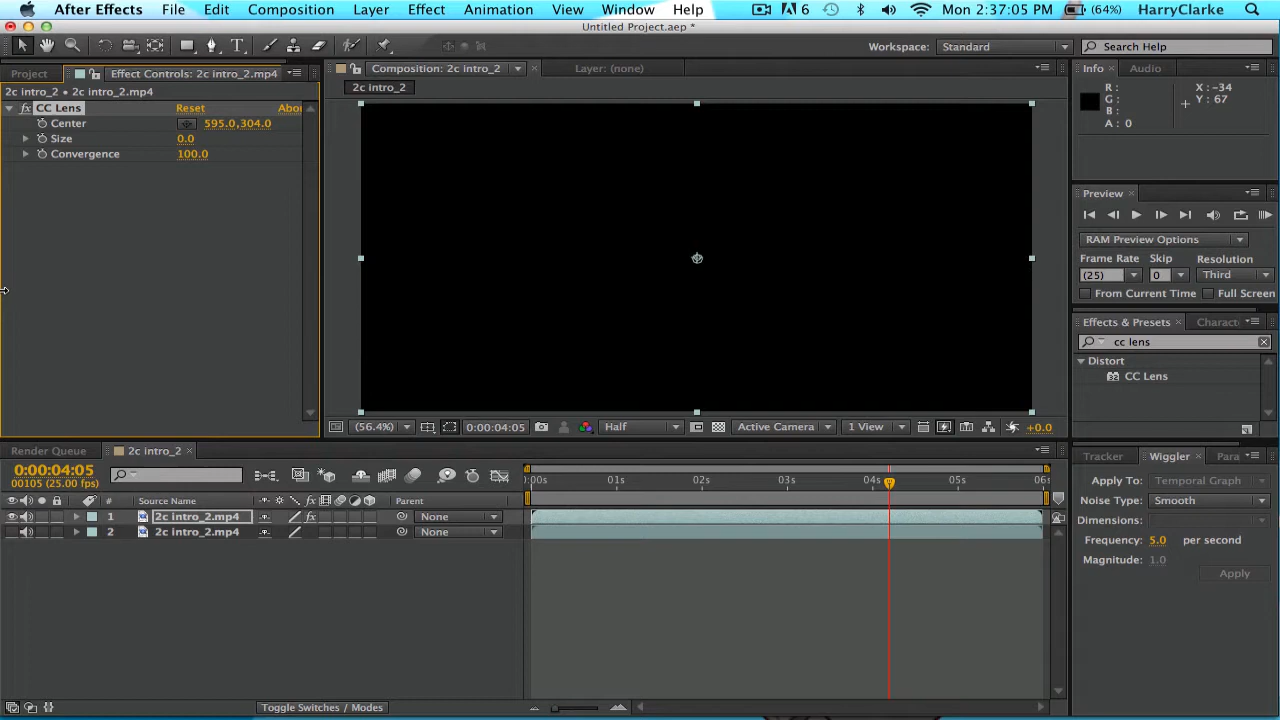 After Effects File Edit Composition Layer Effect Animation View Window Help 6 Mon 2:37:05 pm (64%) HarryClarke
Untitled Project.aep *
Workspace: Standard Search Help
Project Effect Controls: 2c intro_2.mp4 Composition: 2c intro_2 Layer: (none) Info Audio
2c intro_2 • 2c intro_2.mp4 2c intro_2
R : X : -34
G : Y : 67
B :
A : 0
fx CC Lens Reset Abou
Center 595.0,304.0
Size 0.0
Convergence 100.0
Preview
RAM Preview Options
Frame Rate Skip Resolution
(25) 0 Third
From Current Time Full Screen
Effects & Presets Charact
cc lens
Distort
CC Lens
(56.4%) 0:00:04:05 Half Active Camera 1 View +0.0
Render Queue 2c intro_2
0:00:04:05
00105 (25.00 fps)
:00s 01s 02s 03s 04s 05s 06s
# Source Name fx Parent
1 2c intro_2.mp4 fx None
2 2c intro_2.mp4 None
Toggle Switches / Modes
Tracker Wiggler Para
Apply To: Temporal Graph
Noise Type: Smooth
Dimensions:
Frequency: 5.0 per second
Magnitude: 1.0
Apply